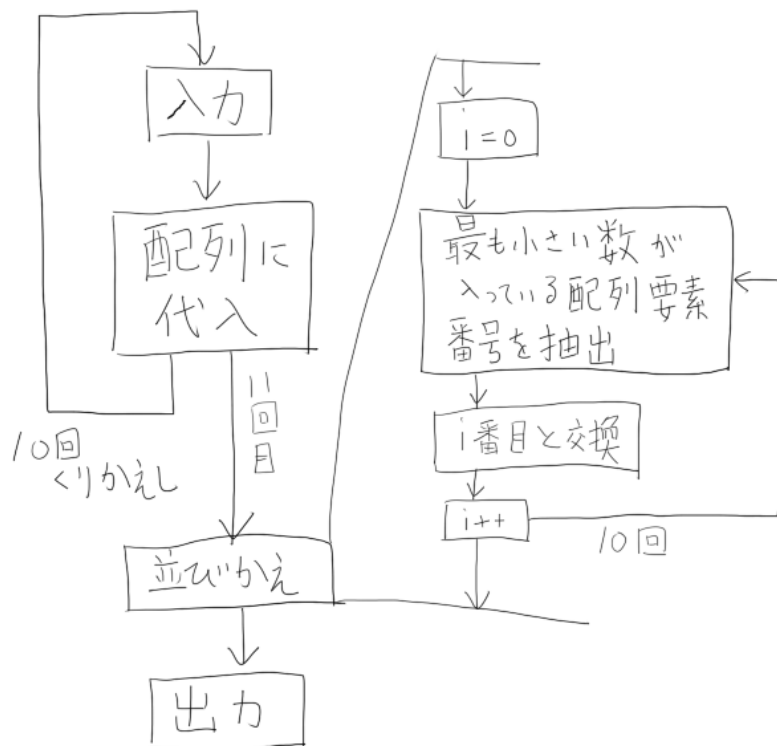 入力
配列に
代入
10回
くりかえし
11回目
並びかえ
出力
i=0
最も小さい数が
入っている配列要素
番号を抽出
i番目と交換
i++
10回